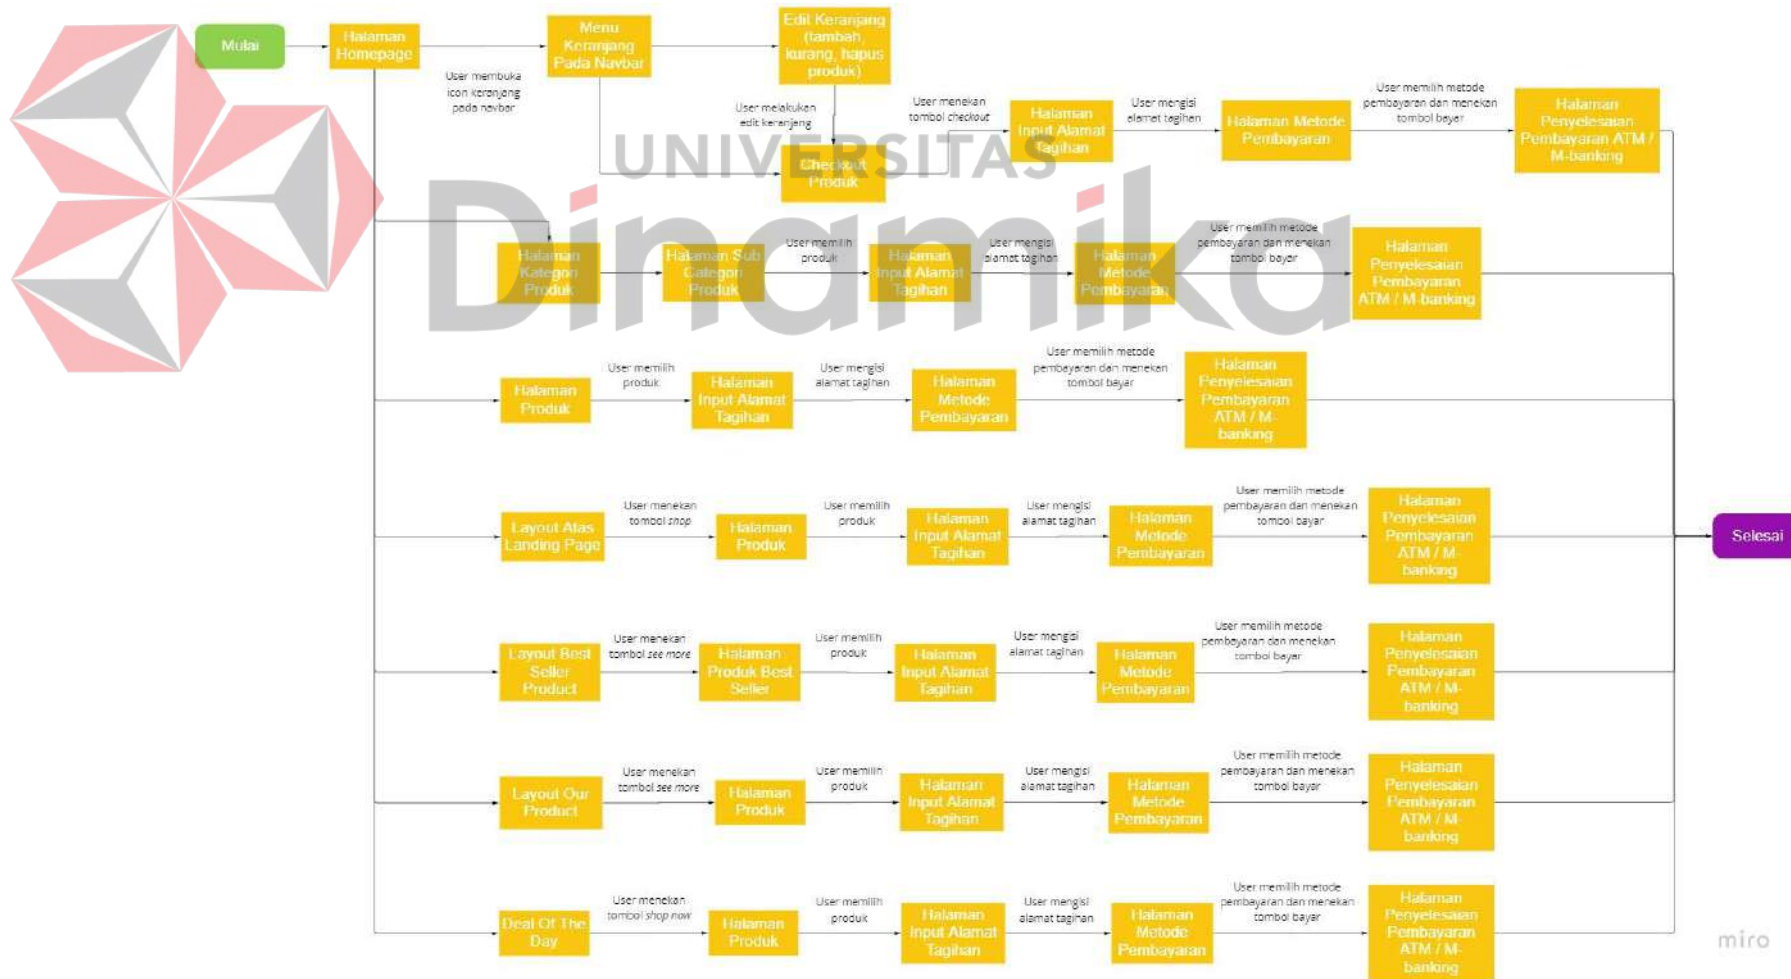 Mulai
Halaman
Homepage
User membuka
icon keranjang
pada navbar
Menu
Keranjang
Pada Navbar
Edit Keranjang
(tambah,
kurang, hapus
produk)
User melakukan
edit keranjang
Checkout
Produk
User menekan
tombol checkout
Halaman
Input Alamat
Tagihan
User mengisi
alamat tagihan
Halaman Metode
Pembayaran
User memilih metode
pembayaran dan menekan
tombol bayar
Halaman
Penyelesaian
Pembayaran ATM /
M-banking
UNIVERSITAS
Dinamika
Halaman
Kategori
Produk
Halaman Sub
Category
Produk
User memilih
produk
Halaman
Input Alamat
Tagihan
User mengisi
alamat tagihan
Halaman
Metode
Pembayaran
User memilih metode
pembayaran dan menekan
tombol bayar
Halaman
Penyelesaian
Pembayaran
ATM / M-banking
Halaman
Produk
User memilih
produk
Halaman
Input Alamat
Tagihan
User mengisi
alamat tagihan
Halaman
Metode
Pembayaran
User memilih metode
pembayaran dan menekan
tombol bayar
Halaman
Penyelesaian
Pembayaran
ATM / M-
banking
Layout Atas
Landing Page
User menekan
tombol shop
Halaman
Produk
User memilih
produk
Halaman
Input Alamat
Tagihan
User mengisi
alamat tagihan
Halaman
Metode
Pembayaran
User memilih metode
pembayaran dan menekan
tombol bayar
Halaman
Penyelesaian
Pembayaran
ATM / M-
banking
Selesai
Layout Best
Seller
Product
User menekan
tombol see more
Halaman
Produk Best
Seller
User memilih
produk
Halaman
Input Alamat
Tagihan
User mengisi
alamat tagihan
Halaman
Metode
Pembayaran
User memilih metode
pembayaran dan menekan
tombol bayar
Halaman
Penyelesaian
Pembayaran
ATM / M-
banking
Layout Our
Product
User menekan
tombol see more
Halaman
Produk
User memilih
produk
Halaman
Input Alamat
Tagihan
User mengisi
alamat tagihan
Halaman
Metode
Pembayaran
User memilih metode
pembayaran dan menekan
tombol bayar
Halaman
Penyelesaian
Pembayaran
ATM / M-
banking
Deal Of The
Day
User menekan
tombol shop now
Halaman
Produk
User memilih
produk
Halaman
Input Alamat
Tagihan
User mengisi
alamat tagihan
Halaman
Metode
Pembayaran
User memilih metode
pembayaran dan menekan
tombol bayar
Halaman
Penyelesaian
Pembayaran
ATM / M-
banking
miro